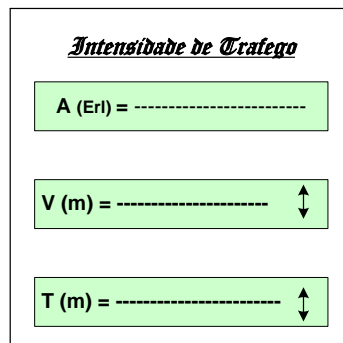 Intensidade de Trafego
A (Erl) = -------------------------
V (m) = ----------------------
T (m) = ------------------------